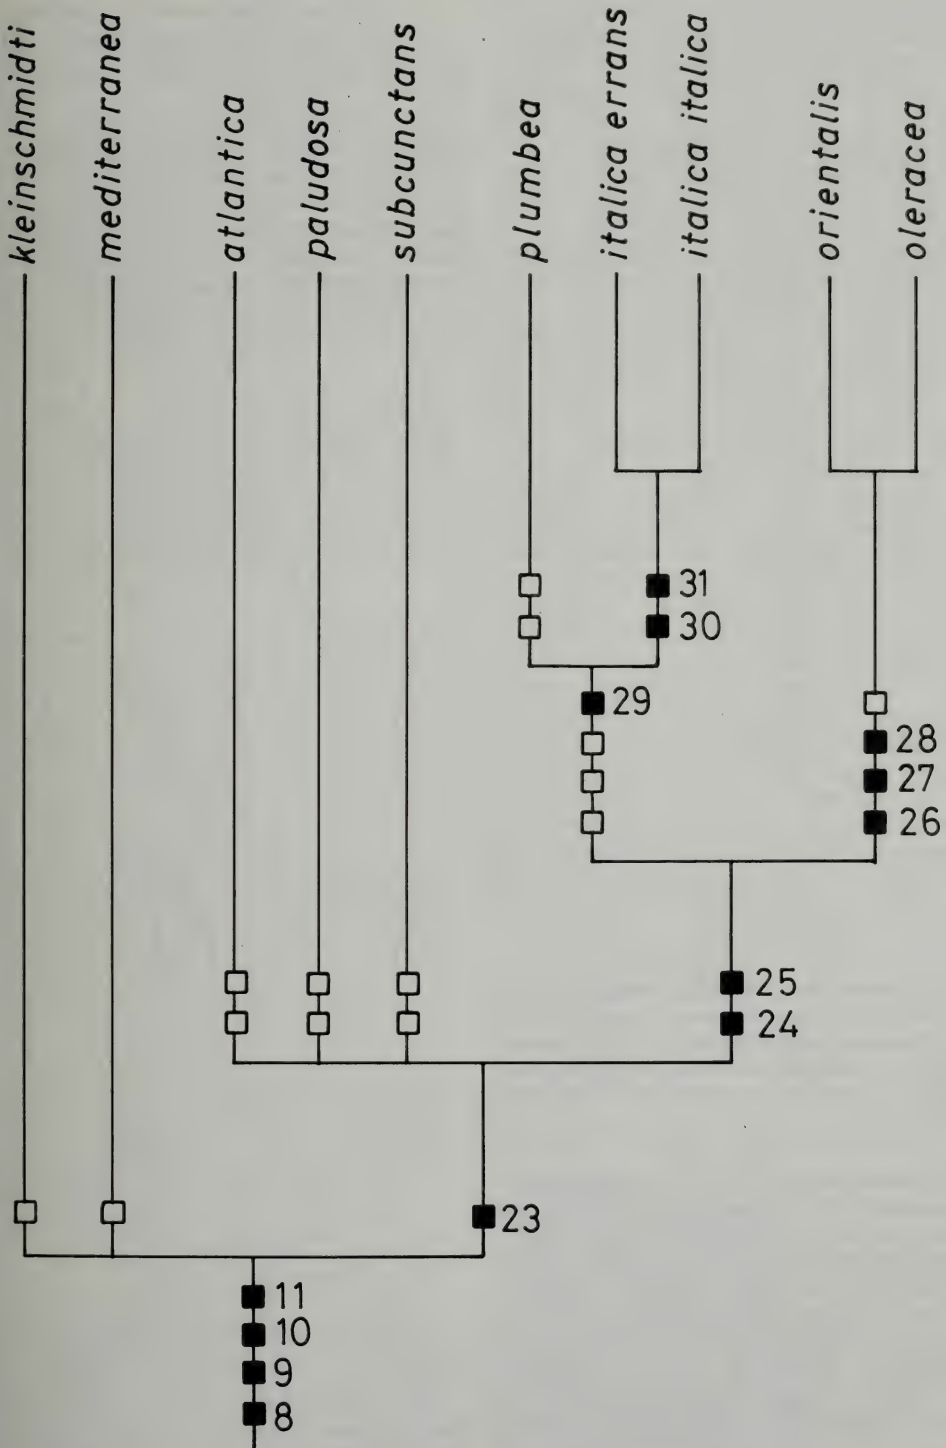 kleinschmidti
mediterranea
atlantica
paludosa
subcunctans
plumbea
italica errans
italica italica
orientalis
oleracea
31
30
29
28
27
26
25
24
23
11
10
9
8